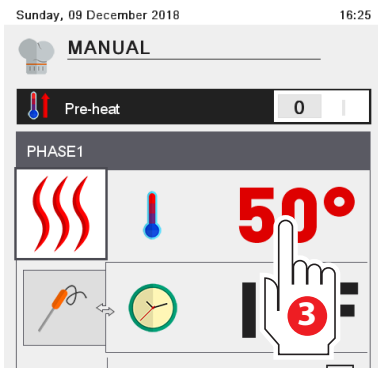 Sunday, 09 December 2018 16:25
MANUAL
Pre-heat 0 I
PHASE1
50°
3